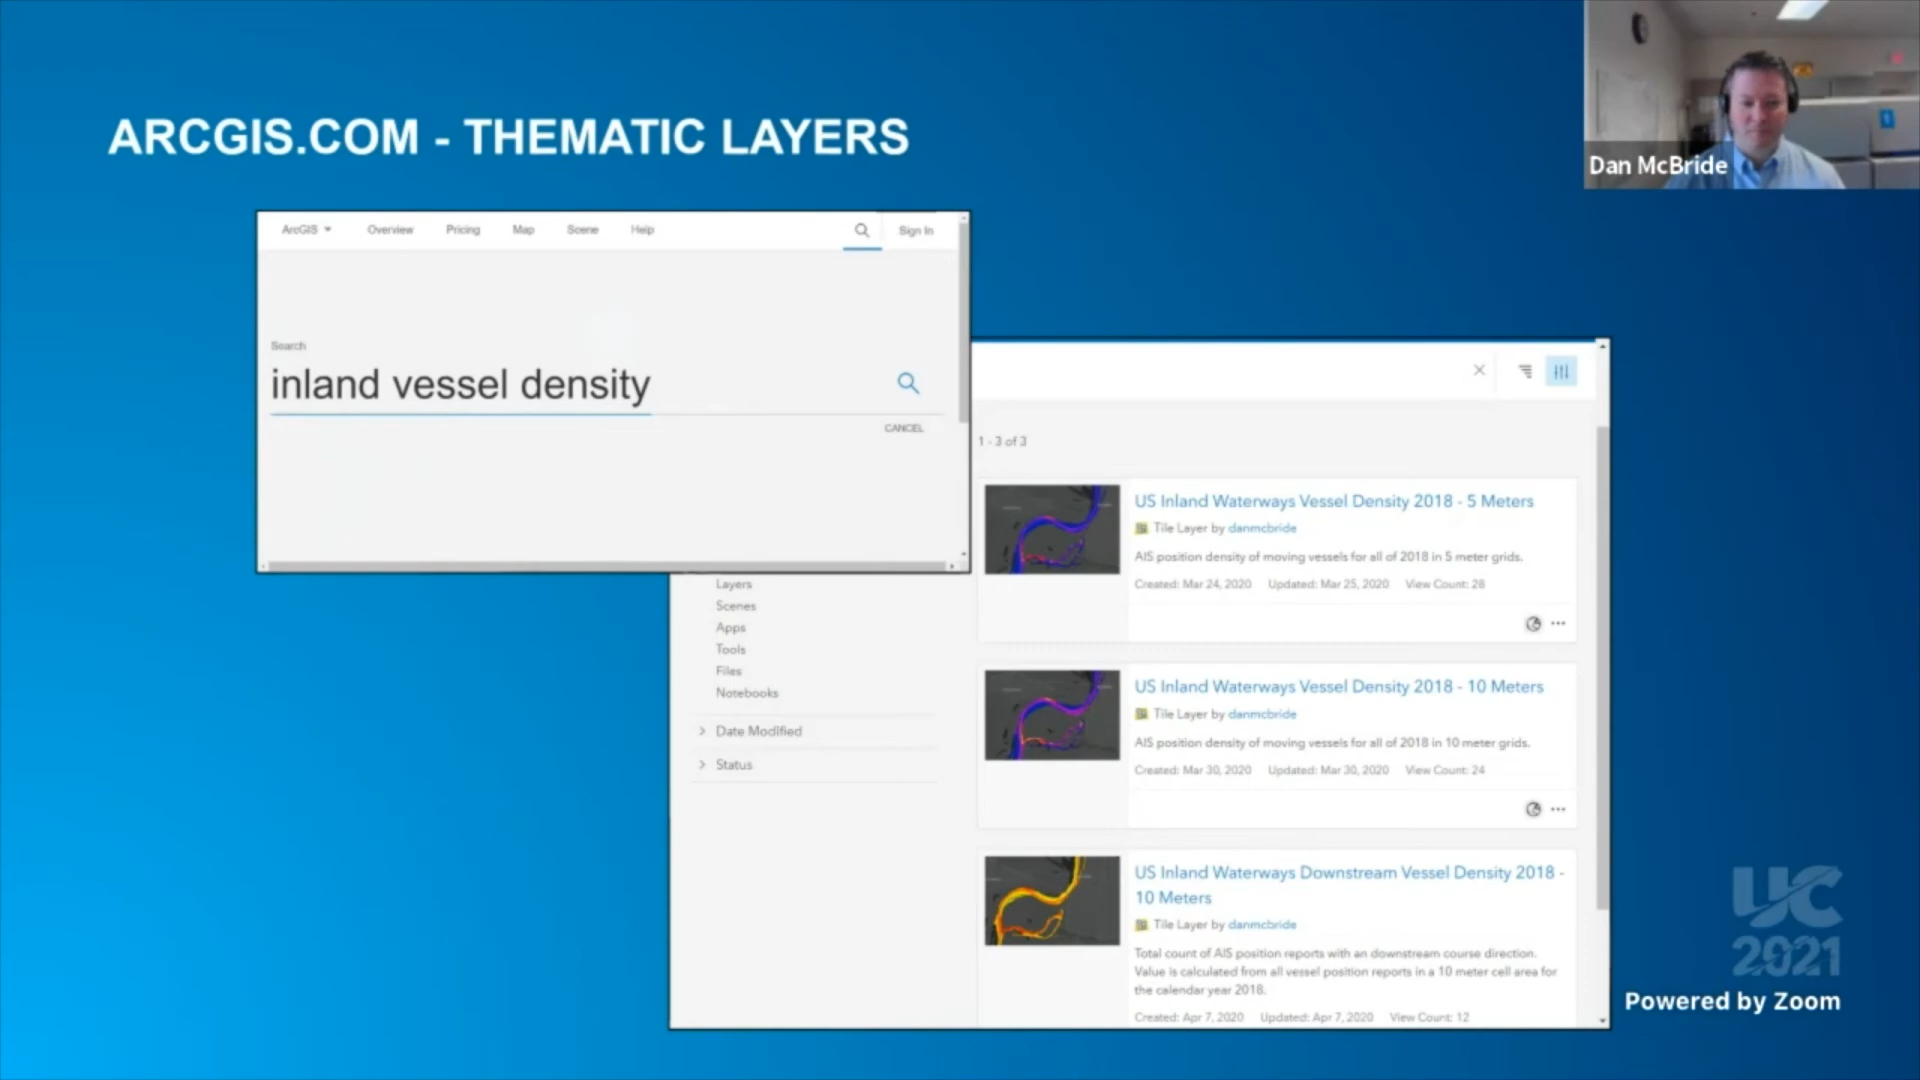 ARCGIS.COM - THEMATIC LAYERS
Dan McBride
ArcGIS Overview Pricing Map Scene Help Sign In
Search
inland vessel density
CANCEL
1 - 3 of 3
US Inland Waterways Vessel Density 2018 - 5 Meters
Tile Layer by danmcbride
AIS position density of moving vessels for all of 2018 in 5 meter grids.
Created: Mar 24, 2020 Updated: Mar 25, 2020 View Count: 28
Layers
Scenes
Apps
Tools
Files
Notebooks
Date Modified
Status
US Inland Waterways Vessel Density 2018 - 10 Meters
Tile Layer by danmcbride
AIS position density of moving vessels for all of 2018 in 10 meter grids.
Created: Mar 30, 2020 Updated: Mar 30, 2020 View Count: 24
US Inland Waterways Downstream Vessel Density 2018 -
10 Meters
Tile Layer by danmcbride
Total count of AIS position reports with an downstream course direction.
Value is calculated from all vessel position reports in a 10 meter cell area for
the calendar year 2018.
Created: Apr 7, 2020 Updated: Apr 7, 2020 View Count: 12
UC
2021
Powered by Zoom